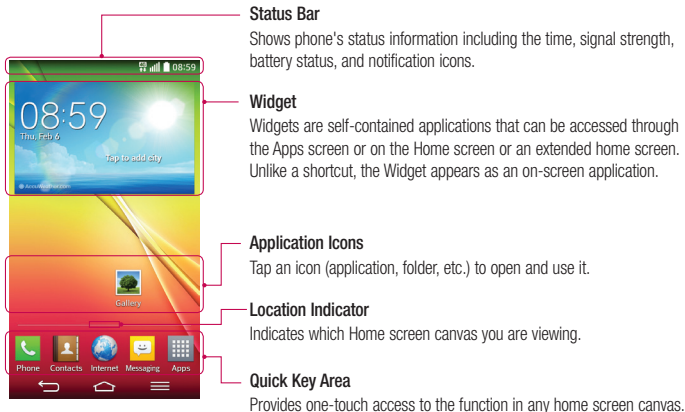 Status Bar
Shows phone's status information including the time, signal strength,
battery status, and notification icons.
4G 08:59
Widget
Widgets are self-contained applications that can be accessed through
the Apps screen or on the Home screen or an extended home screen.
Unlike a shortcut, the Widget appears as an on-screen application.
08:59
Thu, Feb 6
Tap to add city
AccuWeather.com
Application Icons
Tap an icon (application, folder, etc.) to open and use it.
Gallery
Location Indicator
Indicates which Home screen canvas you are viewing.
Phone Contacts Internet Messaging Apps
Quick Key Area
Provides one-touch access to the function in any home screen canvas.